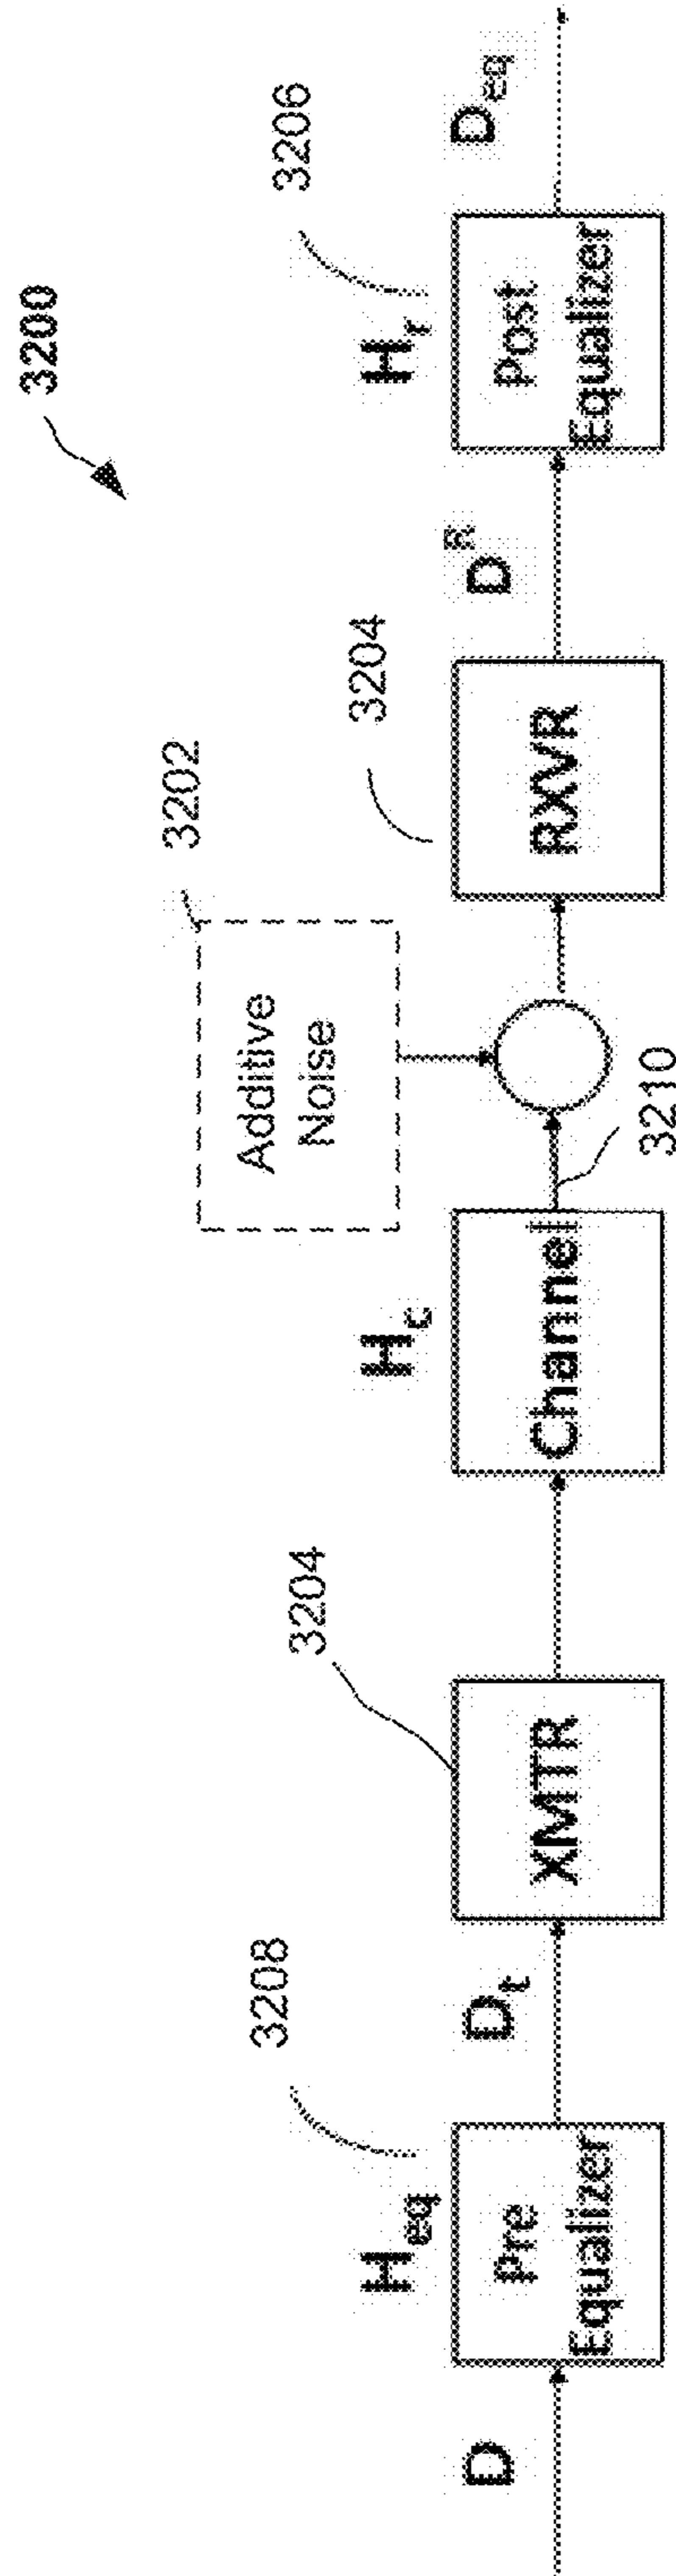 3200
3202
Additive
Noise
3208
3204
3204
3206
H_eq
H_c
H_r
D
Pre
Equalizer
D_t
XMTR
Channel
3210
RXVR
D^R
Post
Equalizer
D_eq